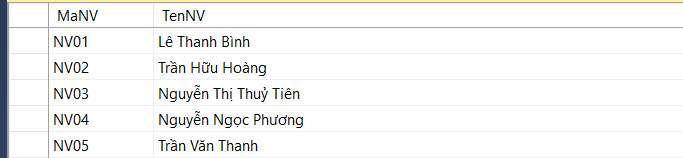 MaNV TenNV
NV01 Lê Thanh Bình
NV02 Trần Hữu Hoàng
NV03 Nguyễn Thị Thuỷ Tiên
NV04 Nguyễn Ngọc Phương
NV05 Trần Văn Thanh